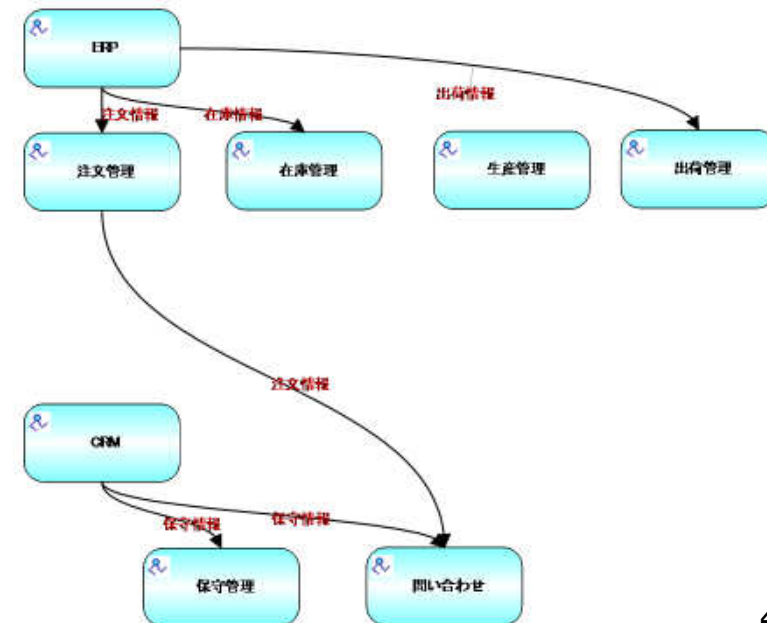 ERP
出荷情報
注文情報
在庫情報
注文管理
在庫管理
生産管理
出荷管理
注文情報
CRM
保守情報
保守情報
保守管理
問い合わせ
4